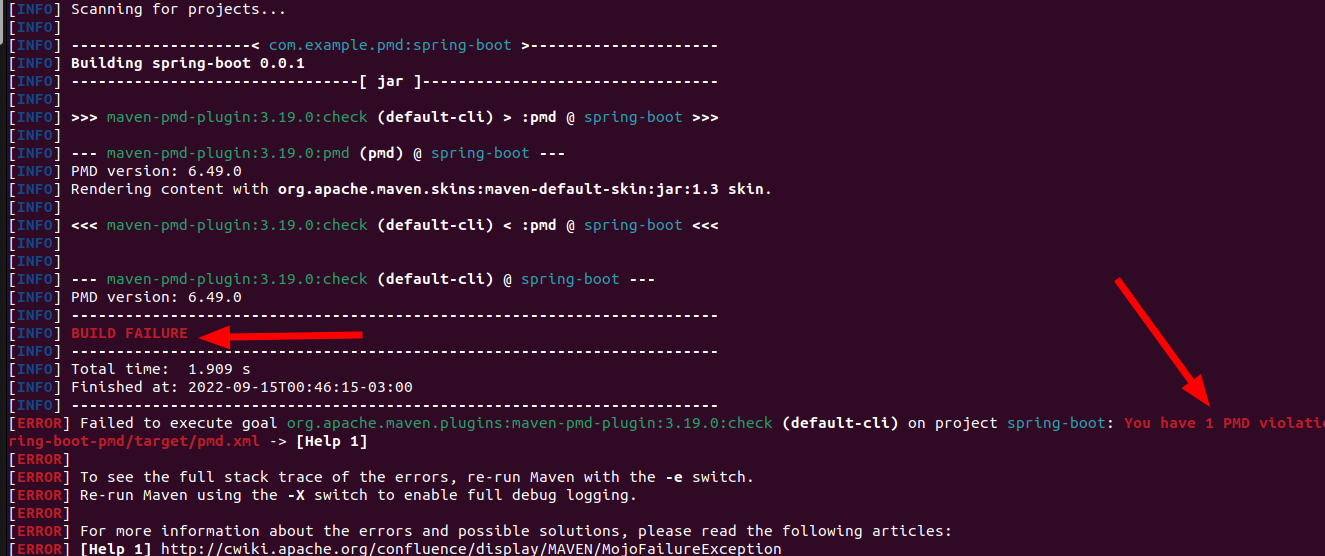 [INFO] Scanning for projects...
[INFO]
[INFO] --------------------< com.example.pmd:spring-boot >---------------------
[INFO] Building spring-boot 0.0.1
[INFO] --------------------------------[ jar ]---------------------------------
[INFO]
[INFO] >>> maven-pmd-plugin:3.19.0:check (default-cli) > :pmd @ spring-boot >>>
[INFO]
[INFO] --- maven-pmd-plugin:3.19.0:pmd (pmd) @ spring-boot ---
[INFO] PMD version: 6.49.0
[INFO] Rendering content with org.apache.maven.skins:maven-default-skin:jar:1.3 skin.
[INFO]
[INFO] <<< maven-pmd-plugin:3.19.0:check (default-cli) < :pmd @ spring-boot <<<
[INFO]
[INFO]
[INFO] --- maven-pmd-plugin:3.19.0:check (default-cli) @ spring-boot ---
[INFO] PMD version: 6.49.0
[INFO] ------------------------------------------------------------------------
[INFO] BUILD FAILURE
[INFO] ------------------------------------------------------------------------
[INFO] Total time:  1.909 s
[INFO] Finished at: 2022-09-15T00:46:15-03:00
[INFO] ------------------------------------------------------------------------
[ERROR] Failed to execute goal org.apache.maven.plugins:maven-pmd-plugin:3.19.0:check (default-cli) on project spring-boot: You have 1 PMD violati
ring-boot-pmd/target/pmd.xml -> [Help 1]
[ERROR]
[ERROR] To see the full stack trace of the errors, re-run Maven with the -e switch.
[ERROR] Re-run Maven using the -X switch to enable full debug logging.
[ERROR]
[ERROR] For more information about the errors and possible solutions, please read the following articles:
[ERROR] [Help 1] http://cwiki.apache.org/confluence/display/MAVEN/MojoFailureException